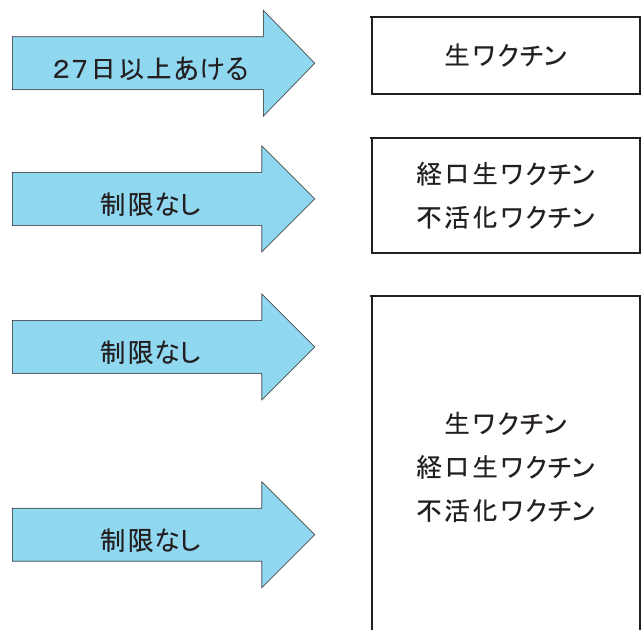 27日以上あける
生ワクチン
制限なし
経口生ワクチン
不活化ワクチン
制限なし
制限なし
生ワクチン
経口生ワクチン
不活化ワクチン